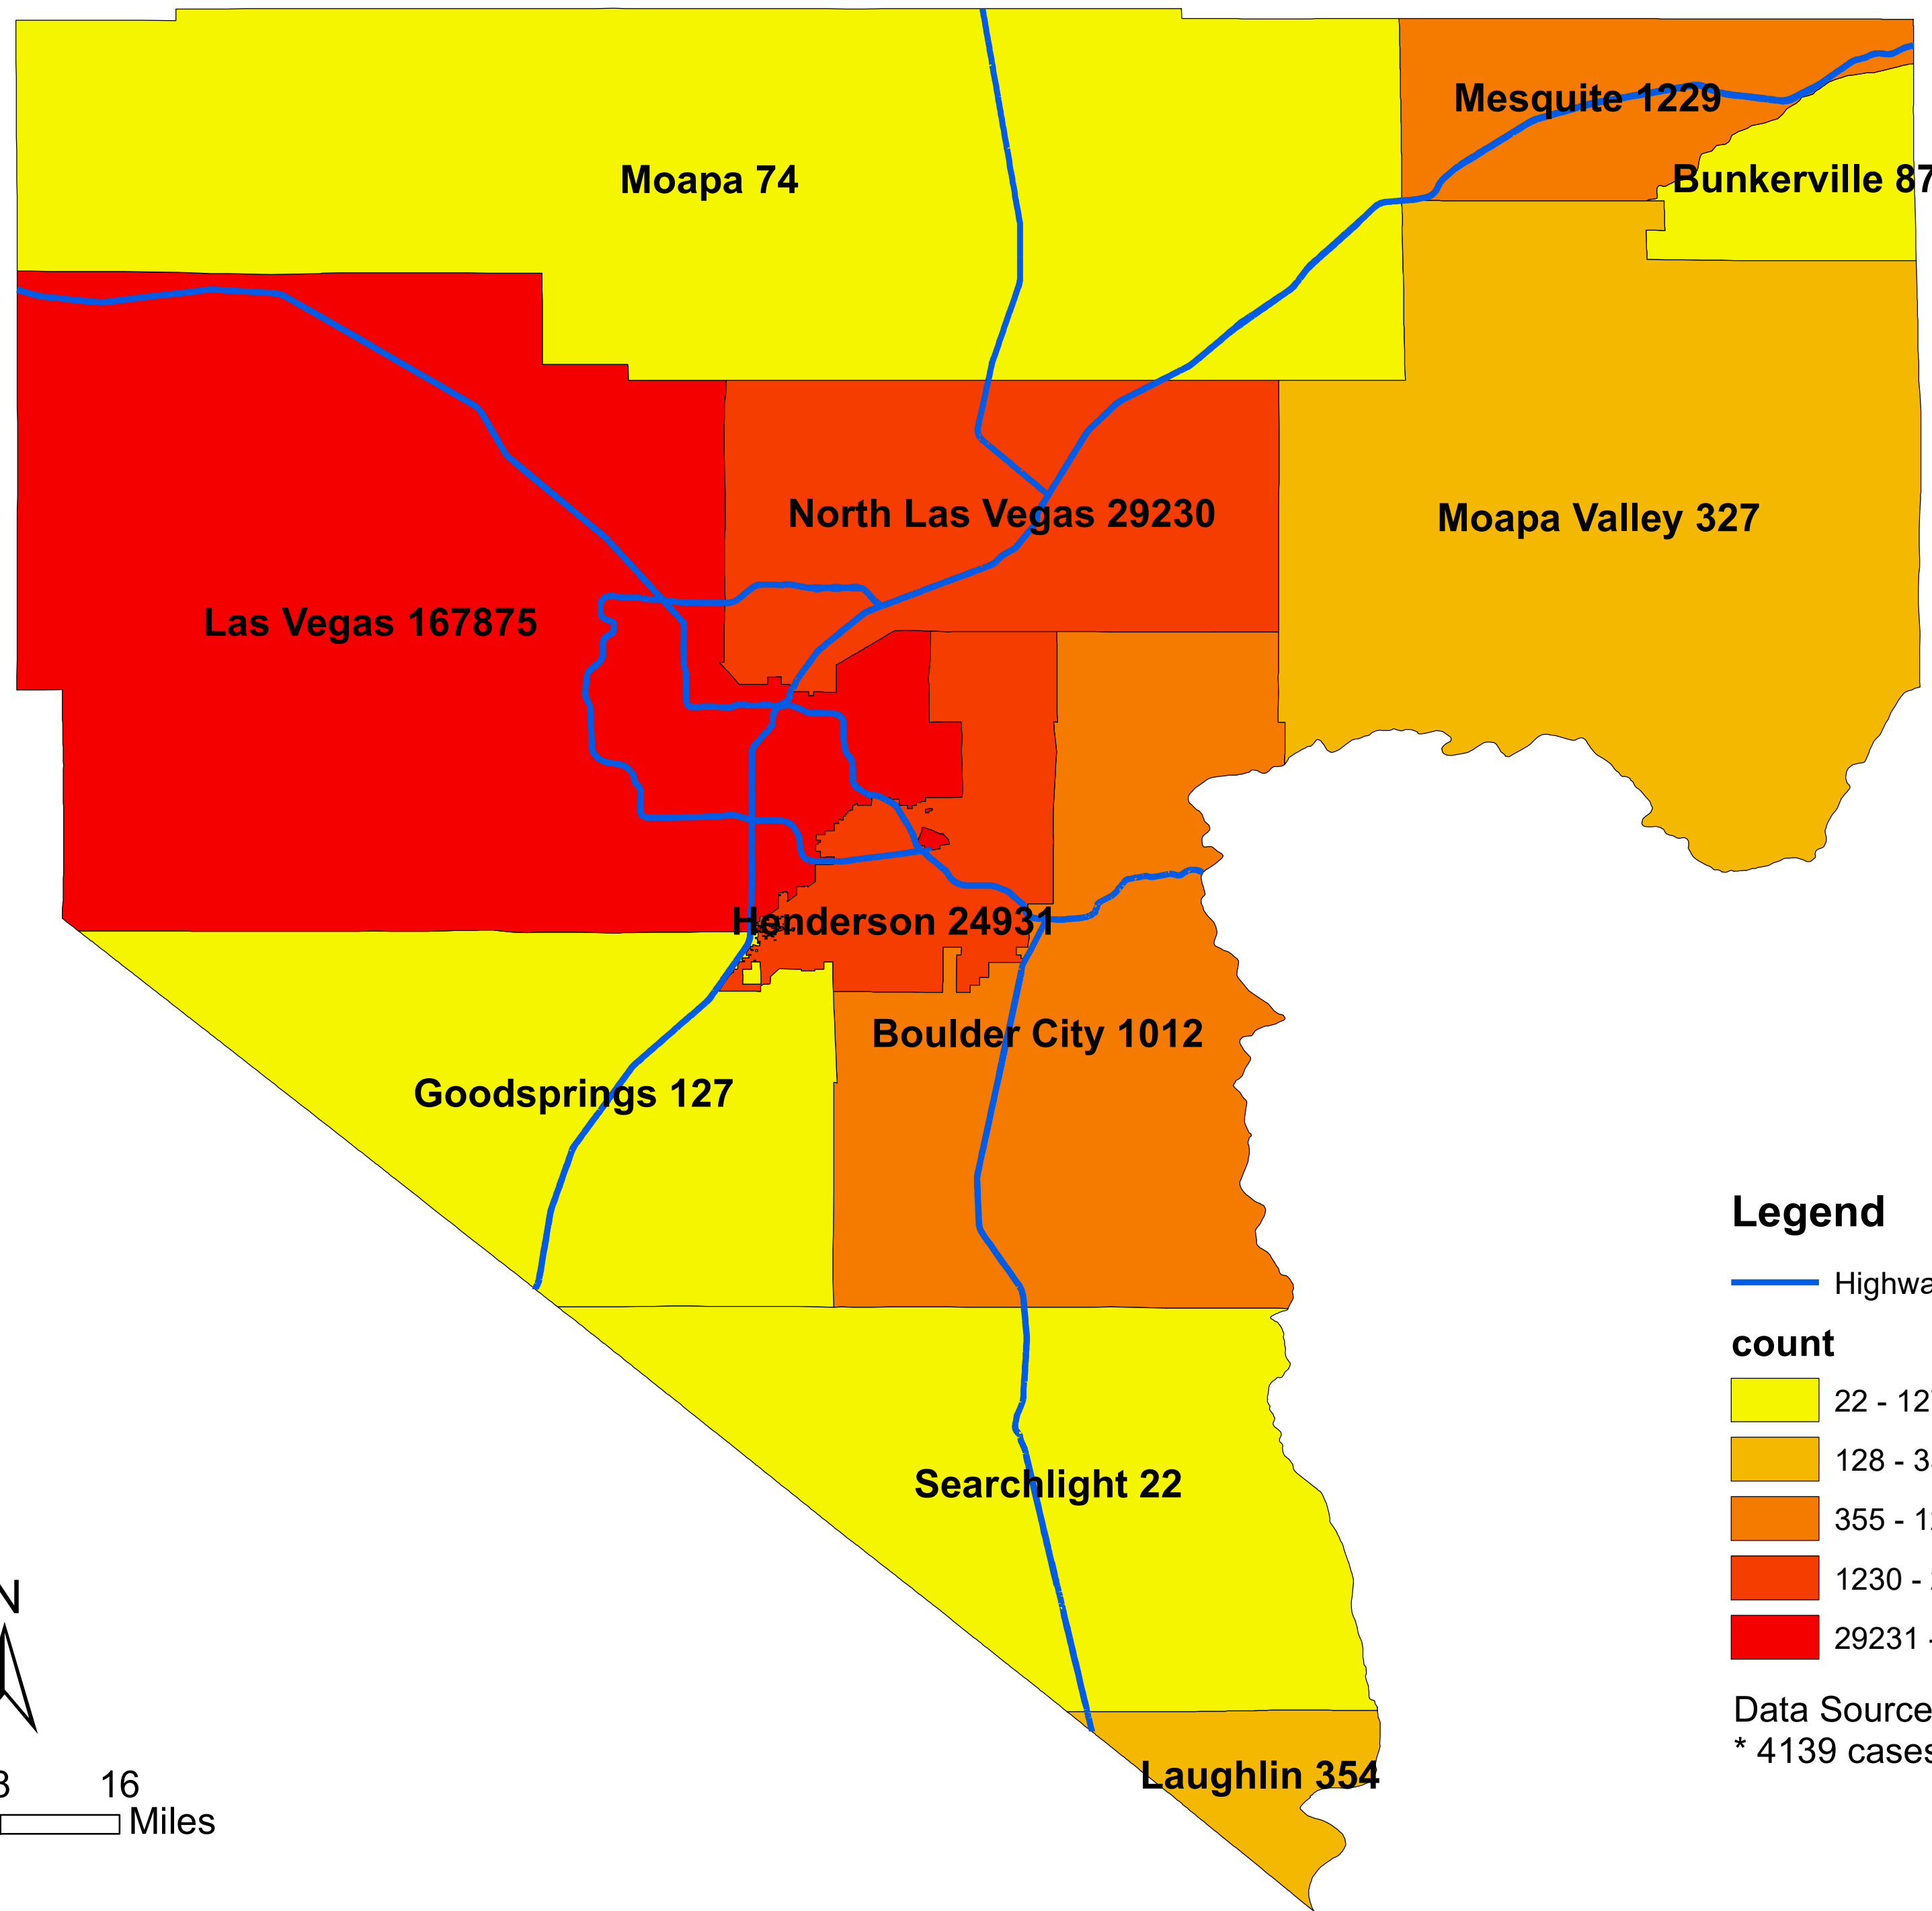 Mesquite 1229
Moapa 74
Bunkerville 87
North Las Vegas 29230
Moapa Valley 327
Las Vegas 167875
Henderson 24931
Boulder City 1012
Goodsprings 127
Searchlight 22
Laughlin 354
Legend
count
22 - 12
128 - 3
355 - 1
1230 -
29231 -
Data Source
* 4139 cases
N
16
Miles